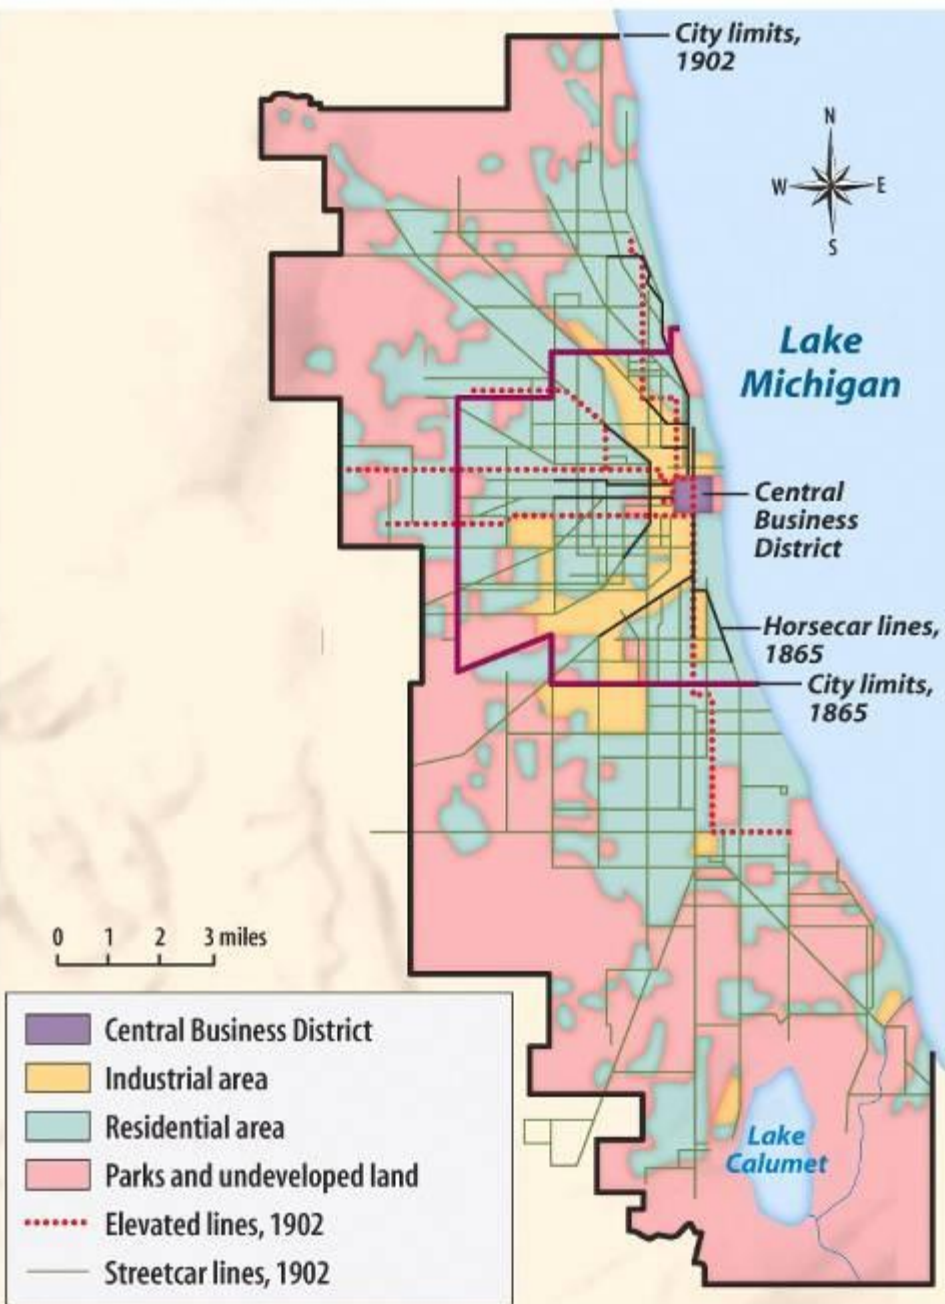 City limits,
1902
N
W
E
S
Lake
Michigan
Central
Business
District
Horsecar lines,
1865
City limits,
1865
0 1 2 3 miles
Central Business District
Industrial area
Residential area
Parks and undeveloped land
Elevated lines, 1902
Streetcar lines, 1902
Lake
Calumet